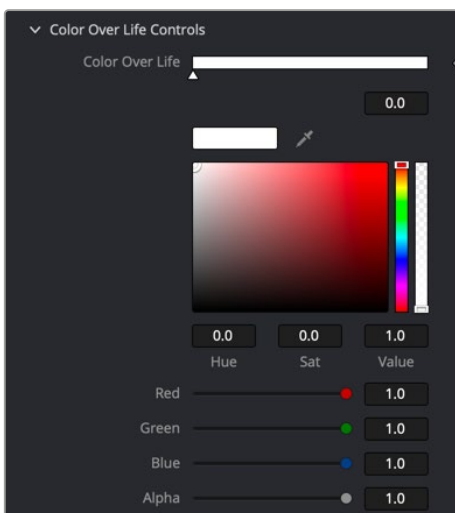 Color Over Life Controls
Color Over Life
0.0
0.0 0.0 1.0
Hue Sat Value
Red 1.0
Green 1.0
Blue 1.0
Alpha 1.0